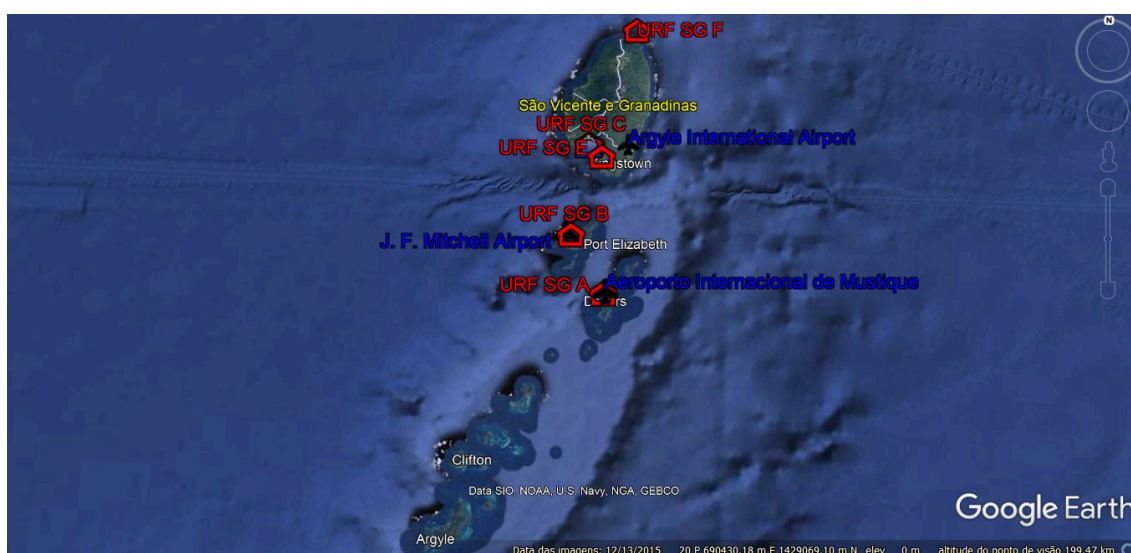 N
URF SG F
São Vicente e Granadinas
URF SG C
Argyle International Airport
URF SG E
URF SG B
J. F. Mitchell Airport
Port Elizabeth
URF SG A
Aeroporto Internacional de Mustique
Clifton
Data SIO, NOAA, U.S. Navy, NGA, GEBCO
Google Earth
Argyle
Data das imagens: 12/13/2015 20 P 690430.18 m E 1429069.10 m N elev 0 m altitude do ponto de visão 199.47 km